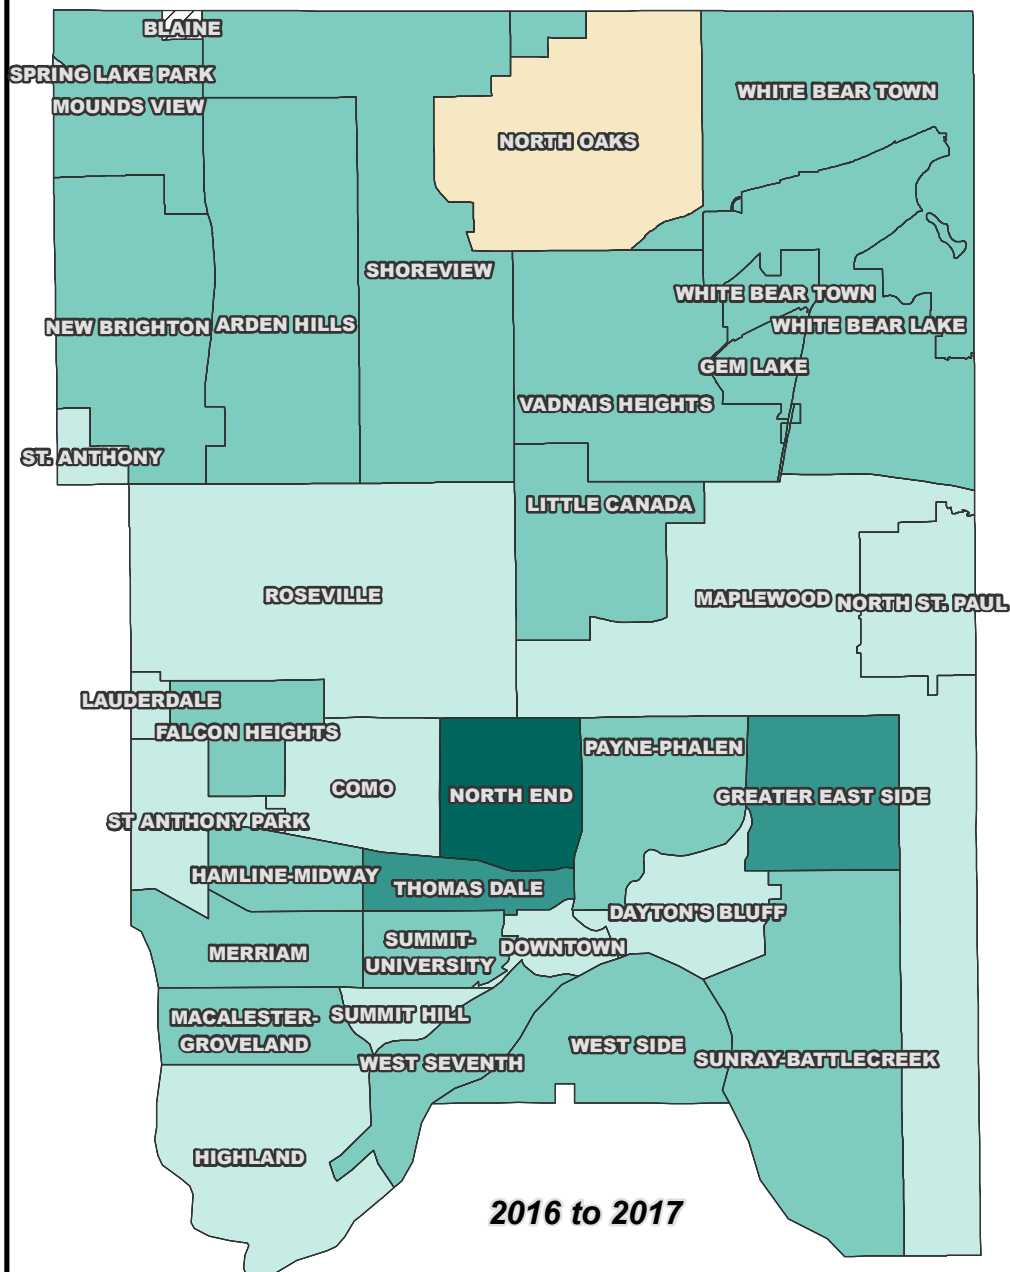 BLAINE
SPRING LAKE PARK
MOUNDS VIEW
WHITE BEAR TOWN
NORTH OAKS
SHOREVIEW
WHITE BEAR TOWN
NEW BRIGHTON
ARDEN HILLS
WHITE BEAR LAKE
GEM LAKE
VADNAIS HEIGHTS
ST. ANTHONY
LITTLE CANADA
ROSEVILLE
MAPLEWOOD
NORTH ST. PAUL
LAUDERDALE
FALCON HEIGHTS
PAYNE-PHALEN
COMO
NORTH END
GREATER EAST SIDE
ST ANTHONY PARK
HAMLINE-MIDWAY
THOMAS DALE
DAYTON'S BLUFF
MERRIAM
SUMMIT-
UNIVERSITY
DOWNTOWN
MACALESTER-
GROVELAND
SUMMIT HILL
WEST SEVENTH
WEST SIDE
SUNRAY-BATTLECREEK
HIGHLAND
2016 to 2017